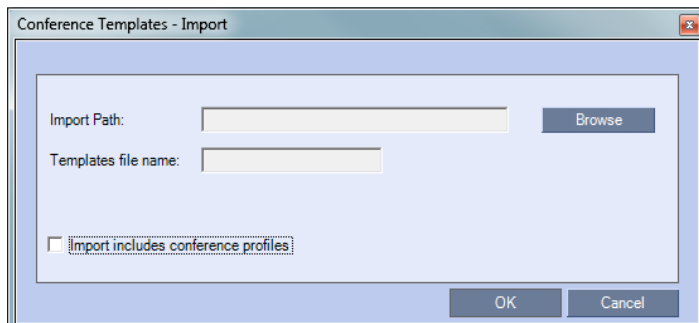 Conference Templates - Import
Import Path:
Browse
Templates file name:
Import includes conference profiles
OK
Cancel